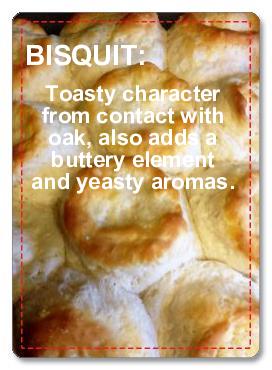 BISQUIT:
Toasty character
from contact with
oak, also adds a
buttery element
and yeasty aromas.